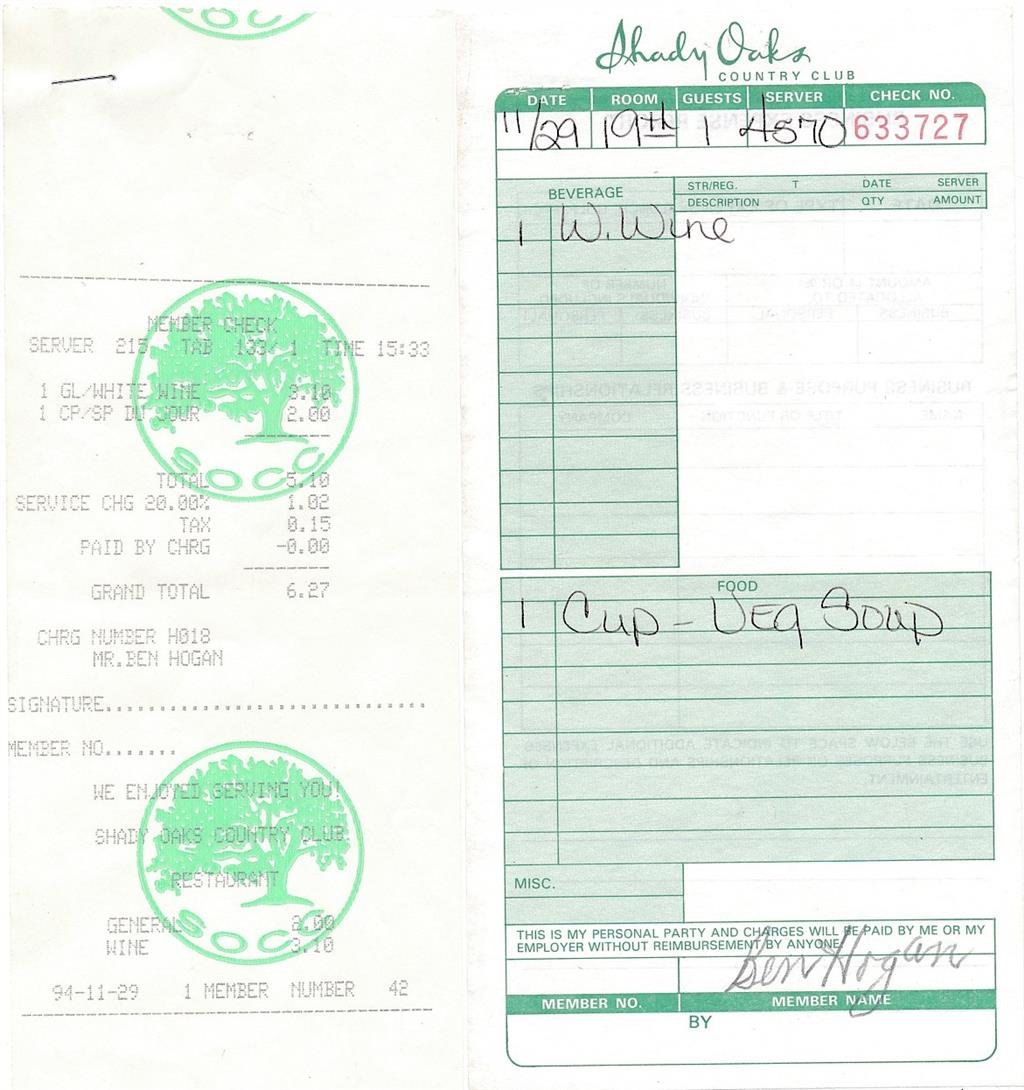 SOCC
MEMBER CHECK
SERVER 215 TAB 133/ 1 TIME 15:33
1 GL/WHITE WINE 3.10
1 CP/SP DU JOUR 2.00
SOCC
TOTAL 5.10
SERVICE CHG 20.00% 1.02
TAX 0.15
PAID BY CHRG -0.00
GRAND TOTAL 6.27
CHRG NUMBER H018
MR.BEN HOGAN
SIGNATURE..............................
MEMBER NO.......
WE ENJOYED SERVING YOU!
SHADY OAKS COUNTRY CLUB
RESTAURANT
GENERAL 2.00
SOCC
WINE 3.10
94-11-29 1 MEMBER NUMBER 42
Shady Oaks
COUNTRY CLUB
DATE ROOM GUESTS SERVER CHECK NO.
11/29 19th 1 4570 633727
BEVERAGE STR/REG. T DATE SERVER
DESCRIPTION QTY AMOUNT
1 W. Wine
FOOD
1 Cup - Veg Soup
MISC.
THIS IS MY PERSONAL PARTY AND CHARGES WILL BE PAID BY ME OR MY
EMPLOYER WITHOUT REIMBURSEMENT BY ANYONE.
Ben Hogan
MEMBER NO. MEMBER NAME
BY